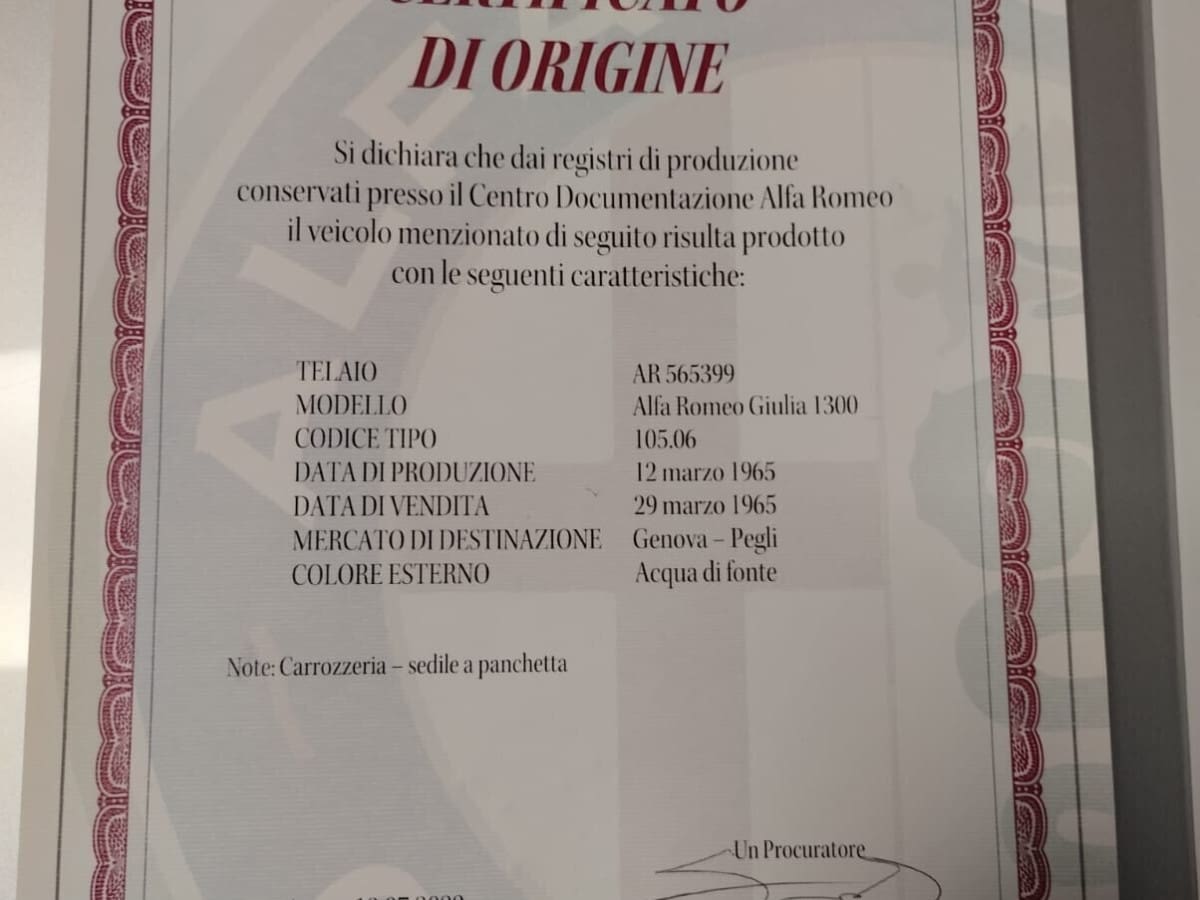 CERTIFICATO
DI ORIGINE
Si dichiara che dai registri di produzione
conservati presso il Centro Documentazione Alfa Romeo
il veicolo menzionato di seguito risulta prodotto
con le seguenti caratteristiche:
TELAIO AR 565399
MODELLO Alfa Romeo Giulia 1300
CODICE TIPO 105.06
DATA DI PRODUZIONE 12 marzo 1965
DATA DI VENDITA 29 marzo 1965
MERCATO DI DESTINAZIONE Genova – Pegli
COLORE ESTERNO Acqua di fonte
Note: Carrozzeria – sedile a panchetta
Un Procuratore